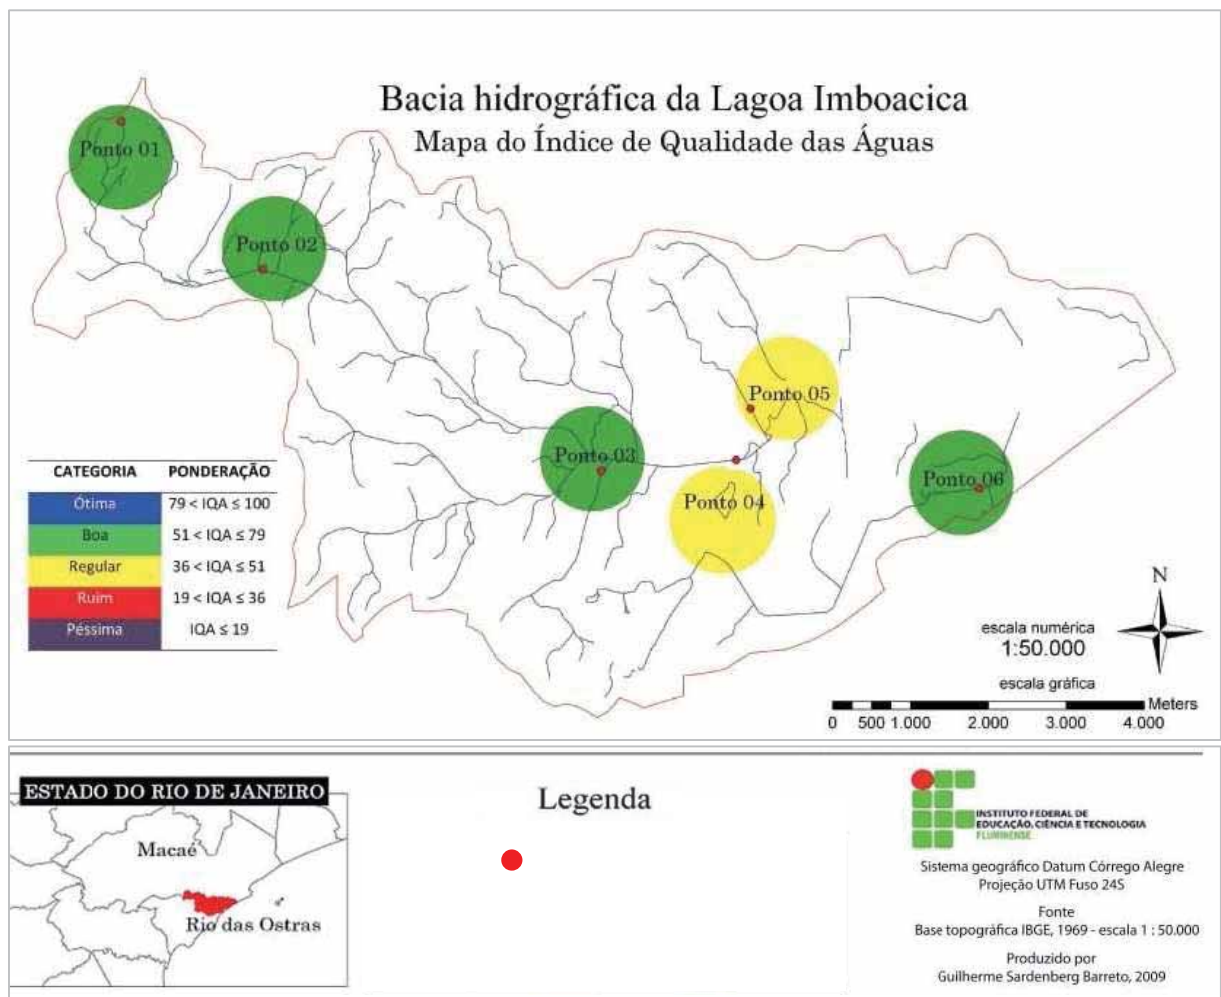 Bacia hidrográfica da Lagoa Imboacica
Mapa do Índice de Qualidade das Águas
Ponto 01
Ponto 02
Ponto 05
Ponto 03
Ponto 04
Ponto 06
CATEGORIA PONDERAÇÃO
Ótima 79 < IQA ≤ 100
Boa 51 < IQA ≤ 79
Regular 36 < IQA ≤ 51
Ruim 19 < IQA ≤ 36
Péssima IQA ≤ 19
N
escala numérica
1:50.000
escala gráfica
Meters
0 500 1.000 2.000 3.000 4.000
ESTADO DO RIO DE JANEIRO
Macaé
Rio das Ostras
Legenda
INSTITUTO FEDERAL DE
EDUCAÇÃO, CIÊNCIA E TECNOLOGIA
FLUMINENSE
Sistema geográfico Datum Córrego Alegre
Projeção UTM Fuso 24S
Fonte
Base topográfica IBGE, 1969 - escala 1 : 50.000
Produzido por
Guilherme Sardenberg Barreto, 2009